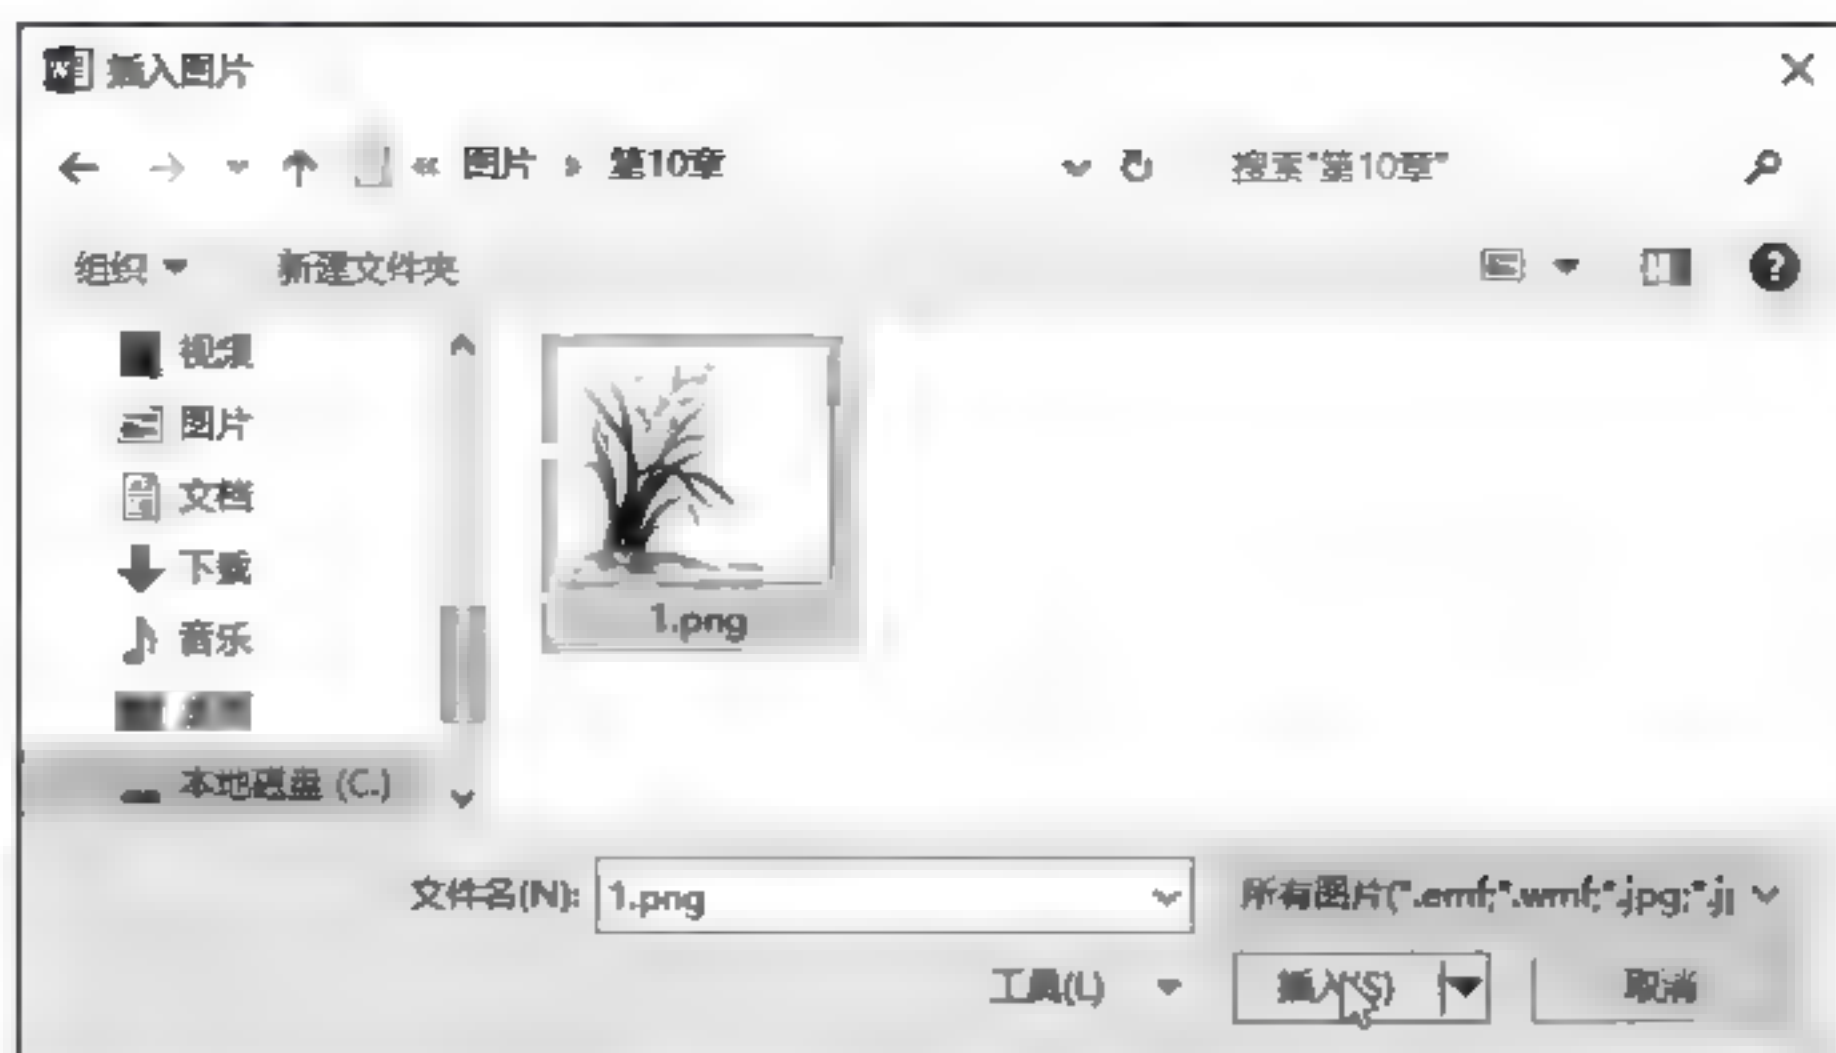 插入图片
« 图片 › 第10章
搜索"第10章"
组织
新建文件夹
视频
图片
文档
下载
音乐
本地磁盘 (C:)
1.png
文件名(N): 1.png
所有图片(*.emf;*.wmf;*.jpg;*.jp
工具(L)
插入(S)
取消